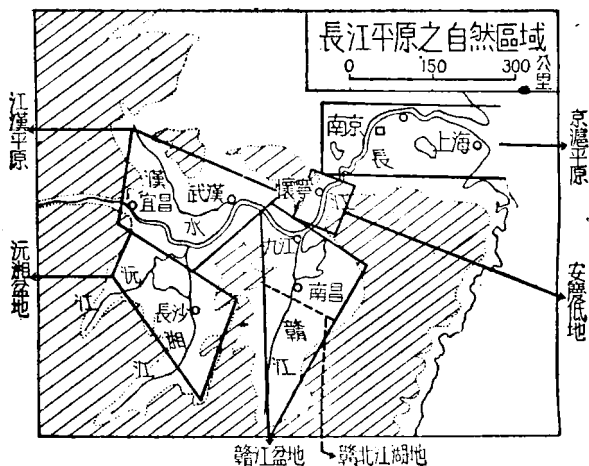 長江平原之自然區域
0 150 300 公里
江漢平原
京滬平原
沅湘盆地
安寧低地
贛江盆地
贛北江湖地
南京
上海
長
江
懷寧
武漢
漢
水
宜昌
九江
南昌
沅
江
長沙
湘
江
贛
江